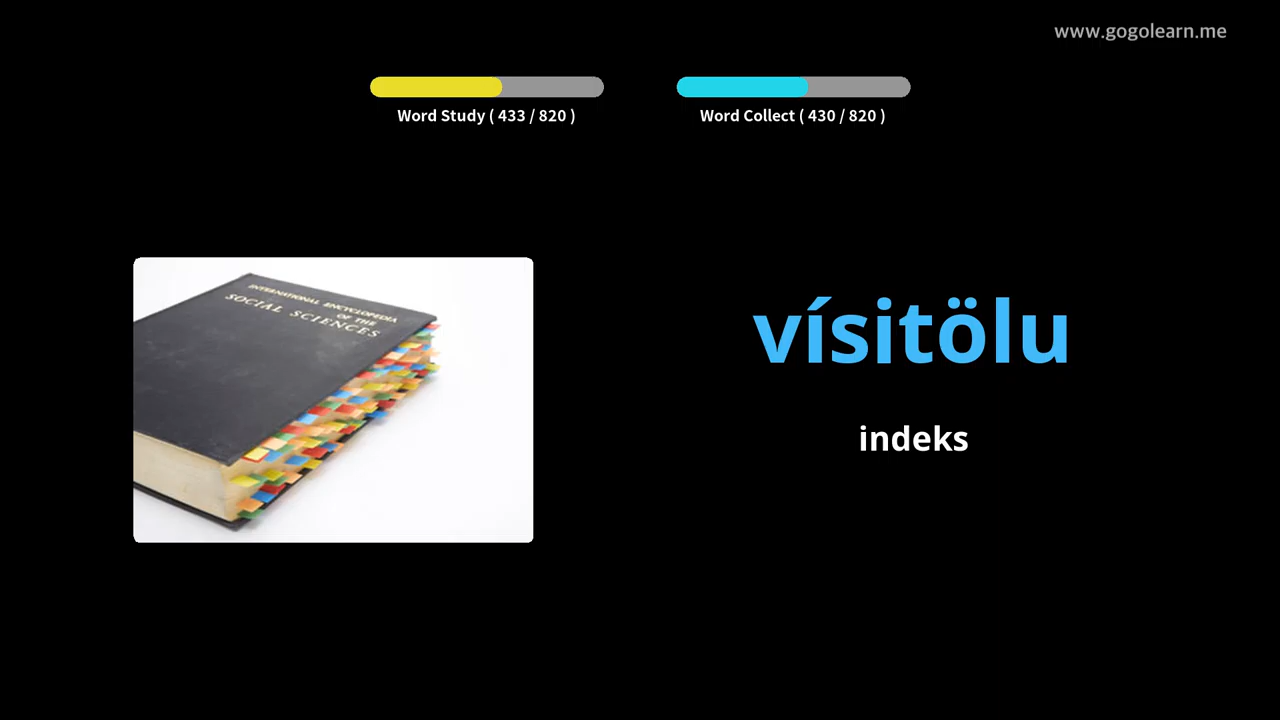 www.gogolearn.me
Word Study ( 433 / 820 )
Word Collect ( 430 / 820 )
INTERNATIONAL ENCYCLOPEDIA
OF THE
SOCIAL SCIENCES
vísitölu
indeks